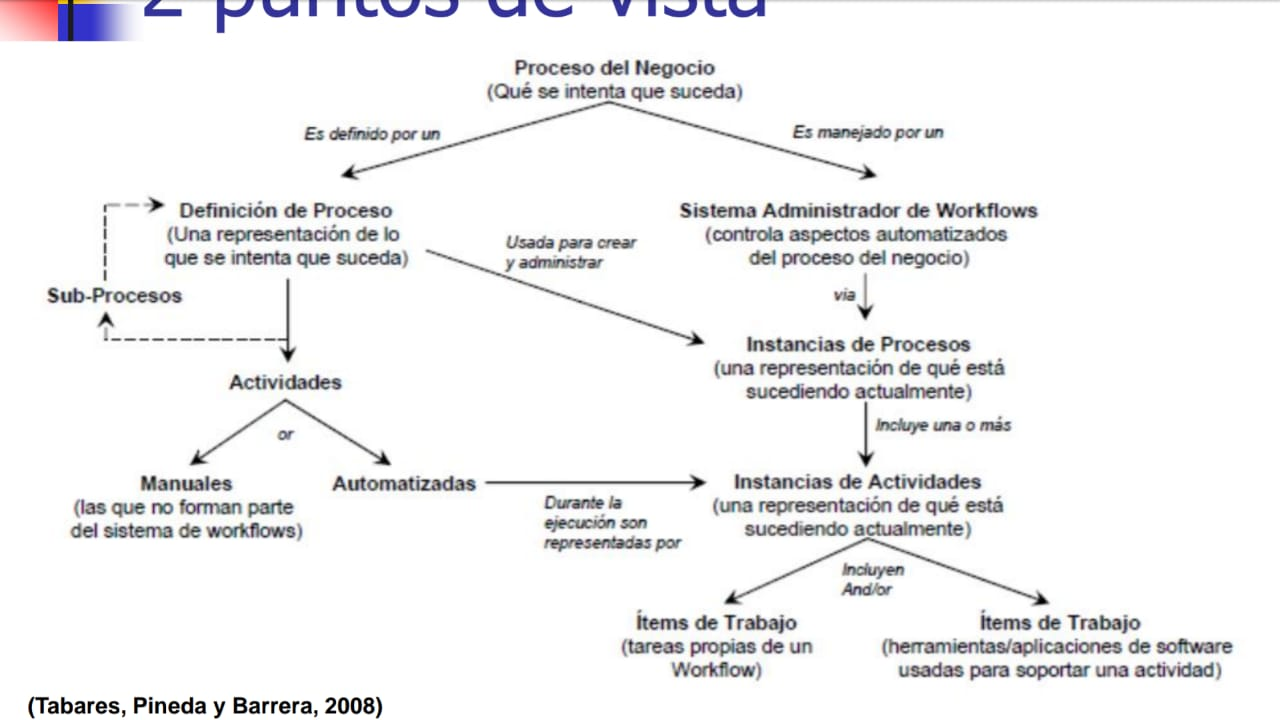 2 puntos de vista
Proceso del Negocio
(Qué se intenta que suceda)
Es definido por un
Es manejado por un
Definición de Proceso
(Una representación de lo
que se intenta que suceda)
Sistema Administrador de Workflows
(controla aspectos automatizados
del proceso del negocio)
Usada para crear
y administrar
via
Sub-Procesos
Instancias de Procesos
(una representación de qué está
sucediendo actualmente)
Actividades
or
Incluye una o más
Manuales
(las que no forman parte
del sistema de workflows)
Automatizadas
Durante la
ejecución son
representadas por
Instancias de Actividades
(una representación de qué está
sucediendo actualmente)
Incluyen
And/or
Ítems de Trabajo
(tareas propias de un
Workflow)
Ítems de Trabajo
(herramientas/aplicaciones de software
usadas para soportar una actividad)
(Tabares, Pineda y Barrera, 2008)